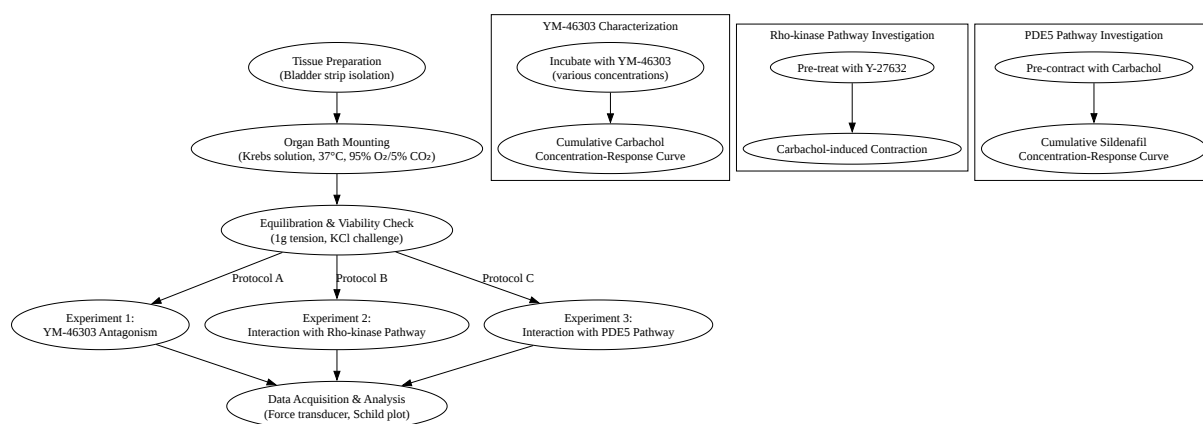 Tissue Preparation
(Bladder strip isolation)
Organ Bath Mounting
(Krebs solution, 37°C, 95% O₂/5% CO₂)
Equilibration & Viability Check
(1g tension, KCl challenge)
Protocol A
Protocol B
Protocol C
Experiment 1:
YM-46303 Antagonism
Experiment 2:
Interaction with Rho-kinase Pathway
Experiment 3:
Interaction with PDE5 Pathway
Data Acquisition & Analysis
(Force transducer, Schild plot)
YM-46303 Characterization
Incubate with YM-46303
(various concentrations)
Cumulative Carbachol
Concentration-Response Curve
Rho-kinase Pathway Investigation
Pre-treat with Y-27632
Carbachol-induced Contraction
PDE5 Pathway Investigation
Pre-contract with Carbachol
Cumulative Sildenafil
Concentration-Response Curve